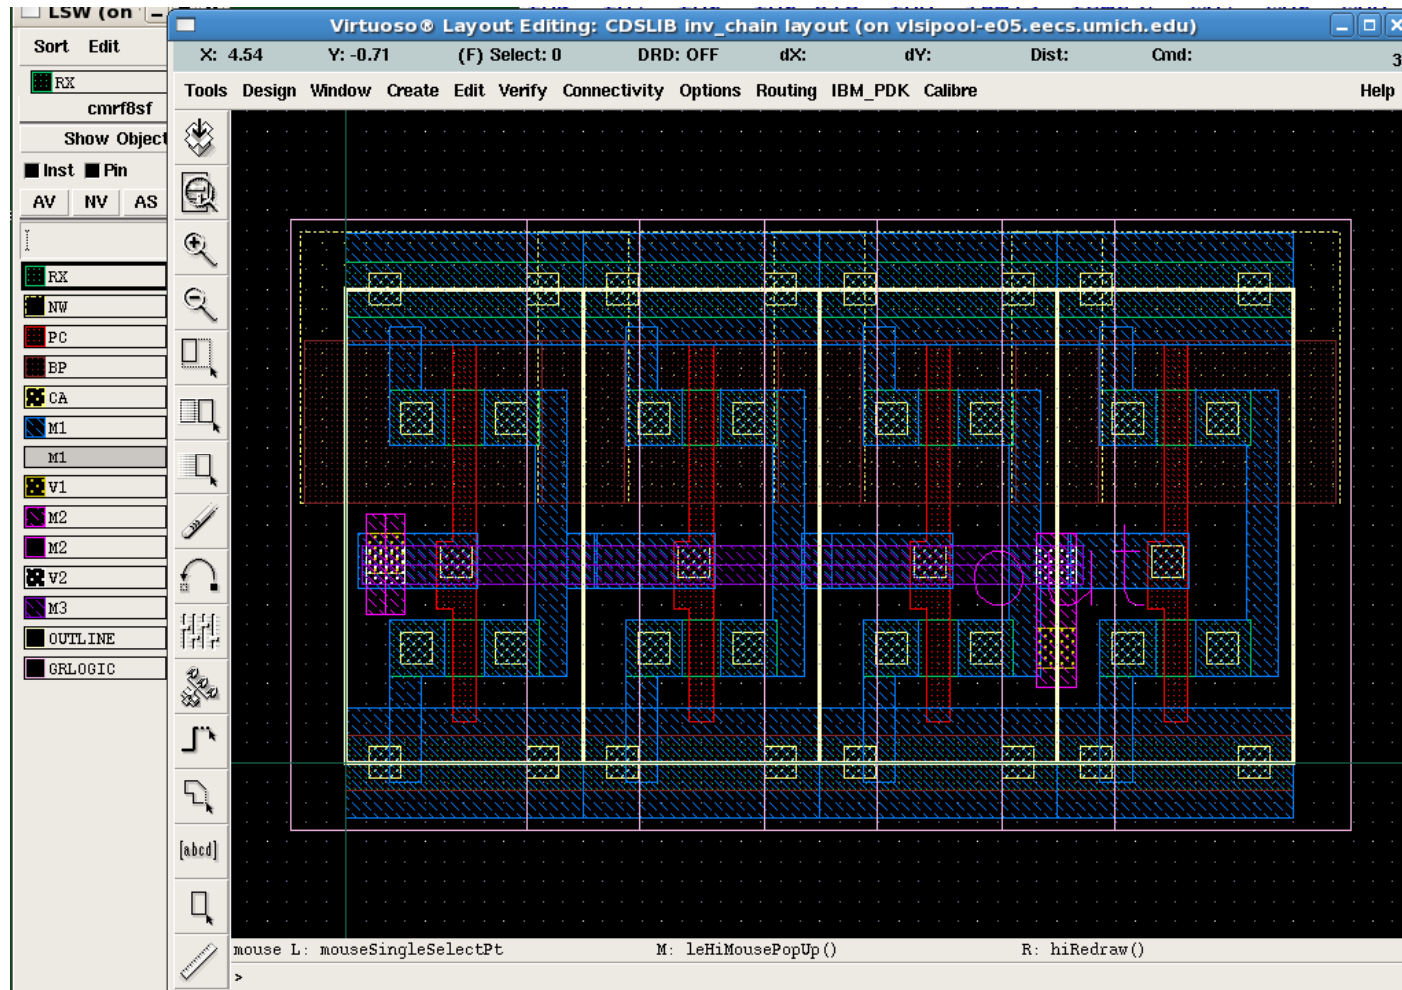 LSW (on
Virtuoso® Layout Editing: CDSLIB inv_chain layout (on vlsipool-e05.eecs.umich.edu)
Sort Edit
X: 4.54 Y: -0.71 (F) Select: 0 DRD: OFF dX: dY: Dist: Cmd: 3
RX
Tools Design Window Create Edit Verify Connectivity Options Routing IBM_PDK Calibre Help
cmrf8sf
Show Object
Inst Pin
AV NV AS
RX
NW
PC
BP
CA
M1
M1
V1
M2
M2
V2
M3
OUTLINE
GRLOGIC
out
[abcd]
mouse L: mouseSingleSelectPt M: leHiMousePopUp() R: hiRedraw()
>